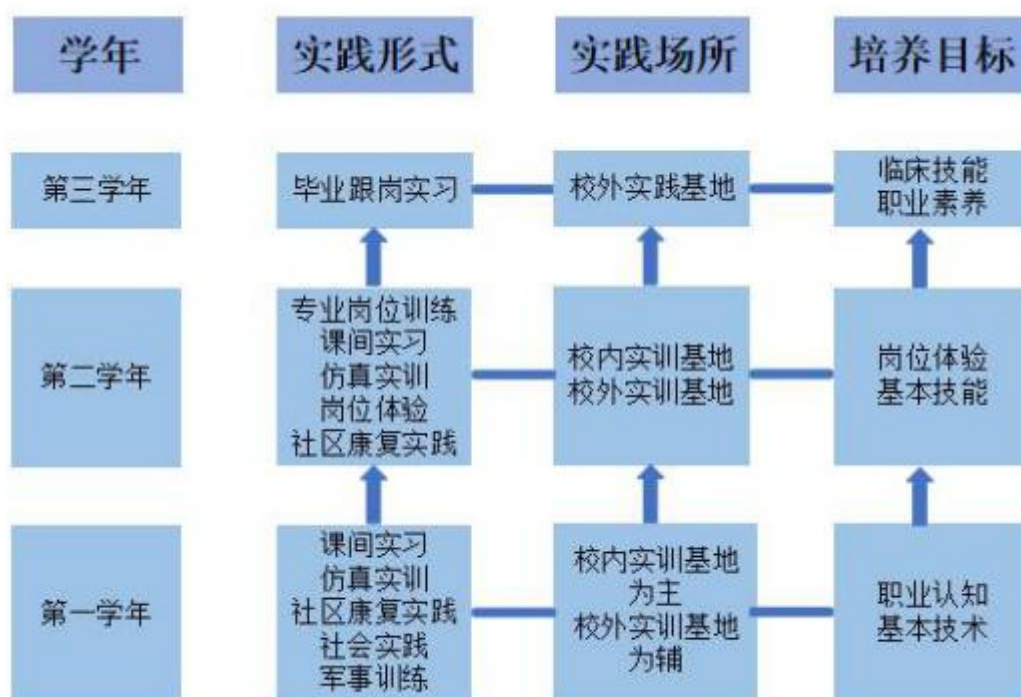 学年
实践形式
实践场所
培养目标
第三学年
毕业跟岗实习
校外实践基地
临床技能
职业素养
第二学年
专业岗位训练
课间实习
仿真实训
岗位体验
社区康复实践
校内实训基地
校外实训基地
岗位体验
基本技能
第一学年
课间实习
仿真实训
社区康复实践
社会实践
军事训练
校内实训基地
为主
校外实训基地
为辅
职业认知
基本技术